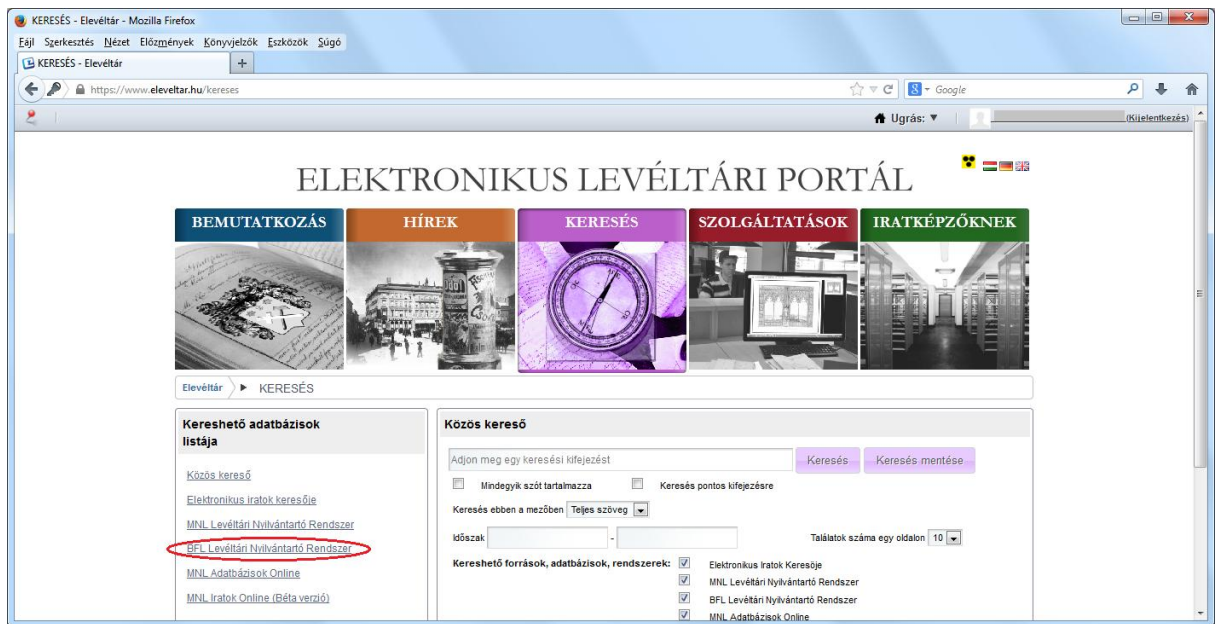 KERESÉS - Elevéltár - Mozilla Firefox
Fájl Szerkesztés Nézet Előzmények Könyvjelzők Eszközök Súgó
KERESÉS - Elevéltár +
https://www.eleveltar.hu/kereses
8 Google
Ugrás: ▼ (Kijelentkezés)
ELEKTRONIKUS LEVÉLTÁRI PORTÁL
BEMUTATKOZÁS HÍREK KERESÉS SZOLGÁLTATÁSOK IRATKÉPZŐKNEK
Elevéltár ► KERESÉS
Kereshető adatbázisok
listája
Közös kereső
Elektronikus iratok keresője
MNL Levéltári Nyilvántartó Rendszer
BFL Levéltári Nyilvántartó Rendszer
MNL Adatbázisok Online
MNL Iratok Online (Béta verzió)
Közös kereső
Adjon meg egy keresési kifejezést Keresés Keresés mentése
Mindegyik szót tartalmazza Keresés pontos kifejezésre
Keresés ebben a mezőben Teljes szöveg
Időszak - Találatok száma egy oldalon 10
Kereshető források, adatbázisok, rendszerek: Elektronikus Iratok Keresője
MNL Levéltári Nyilvántartó Rendszer
BFL Levéltári Nyilvántartó Rendszer
MNL Adatbázisok Online